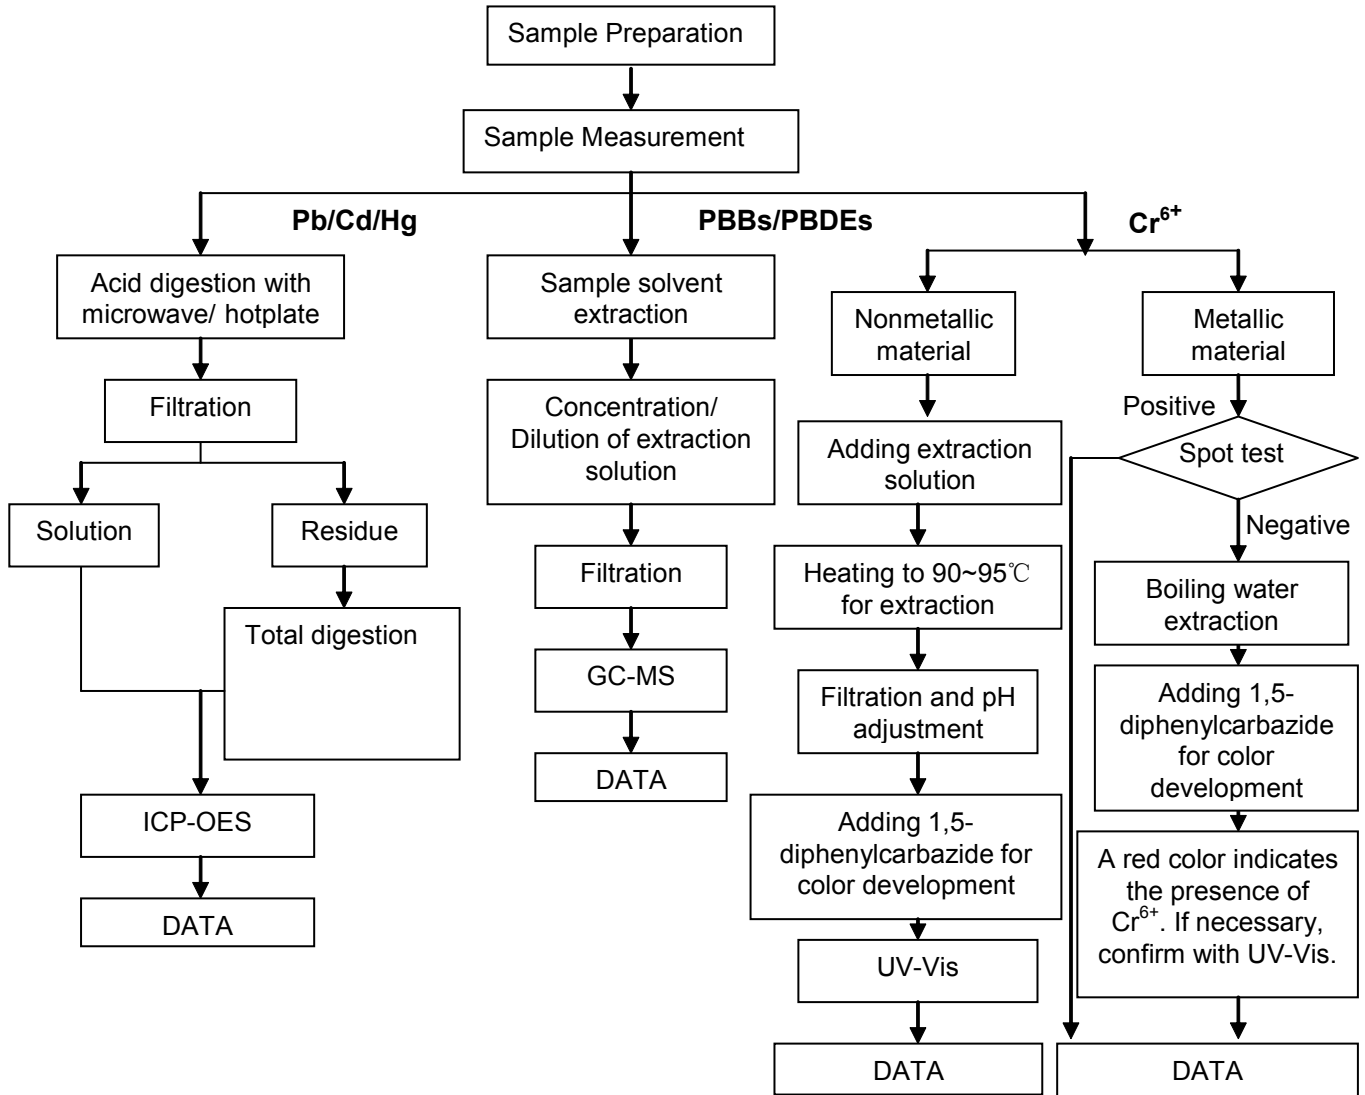 Sample Preparation
Sample Measurement
Pb/Cd/Hg
PBBs/PBDEs
Cr⁶⁺
Acid digestion with
microwave/ hotplate
Filtration
Solution
Residue
Total digestion
ICP-OES
DATA
Sample solvent
extraction
Concentration/
Dilution of extraction
solution
Filtration
GC-MS
DATA
Nonmetallic
material
Adding extraction
solution
Heating to 90~95℃
for extraction
Filtration and pH
adjustment
Adding 1,5-
diphenylcarbazide for
color development
UV-Vis
DATA
Metallic
material
Positive
Spot test
Negative
Boiling water
extraction
Adding 1,5-
diphenylcarbazide
for color
development
A red color indicates
the presence of
Cr⁶⁺. If necessary,
confirm with UV-Vis.
DATA